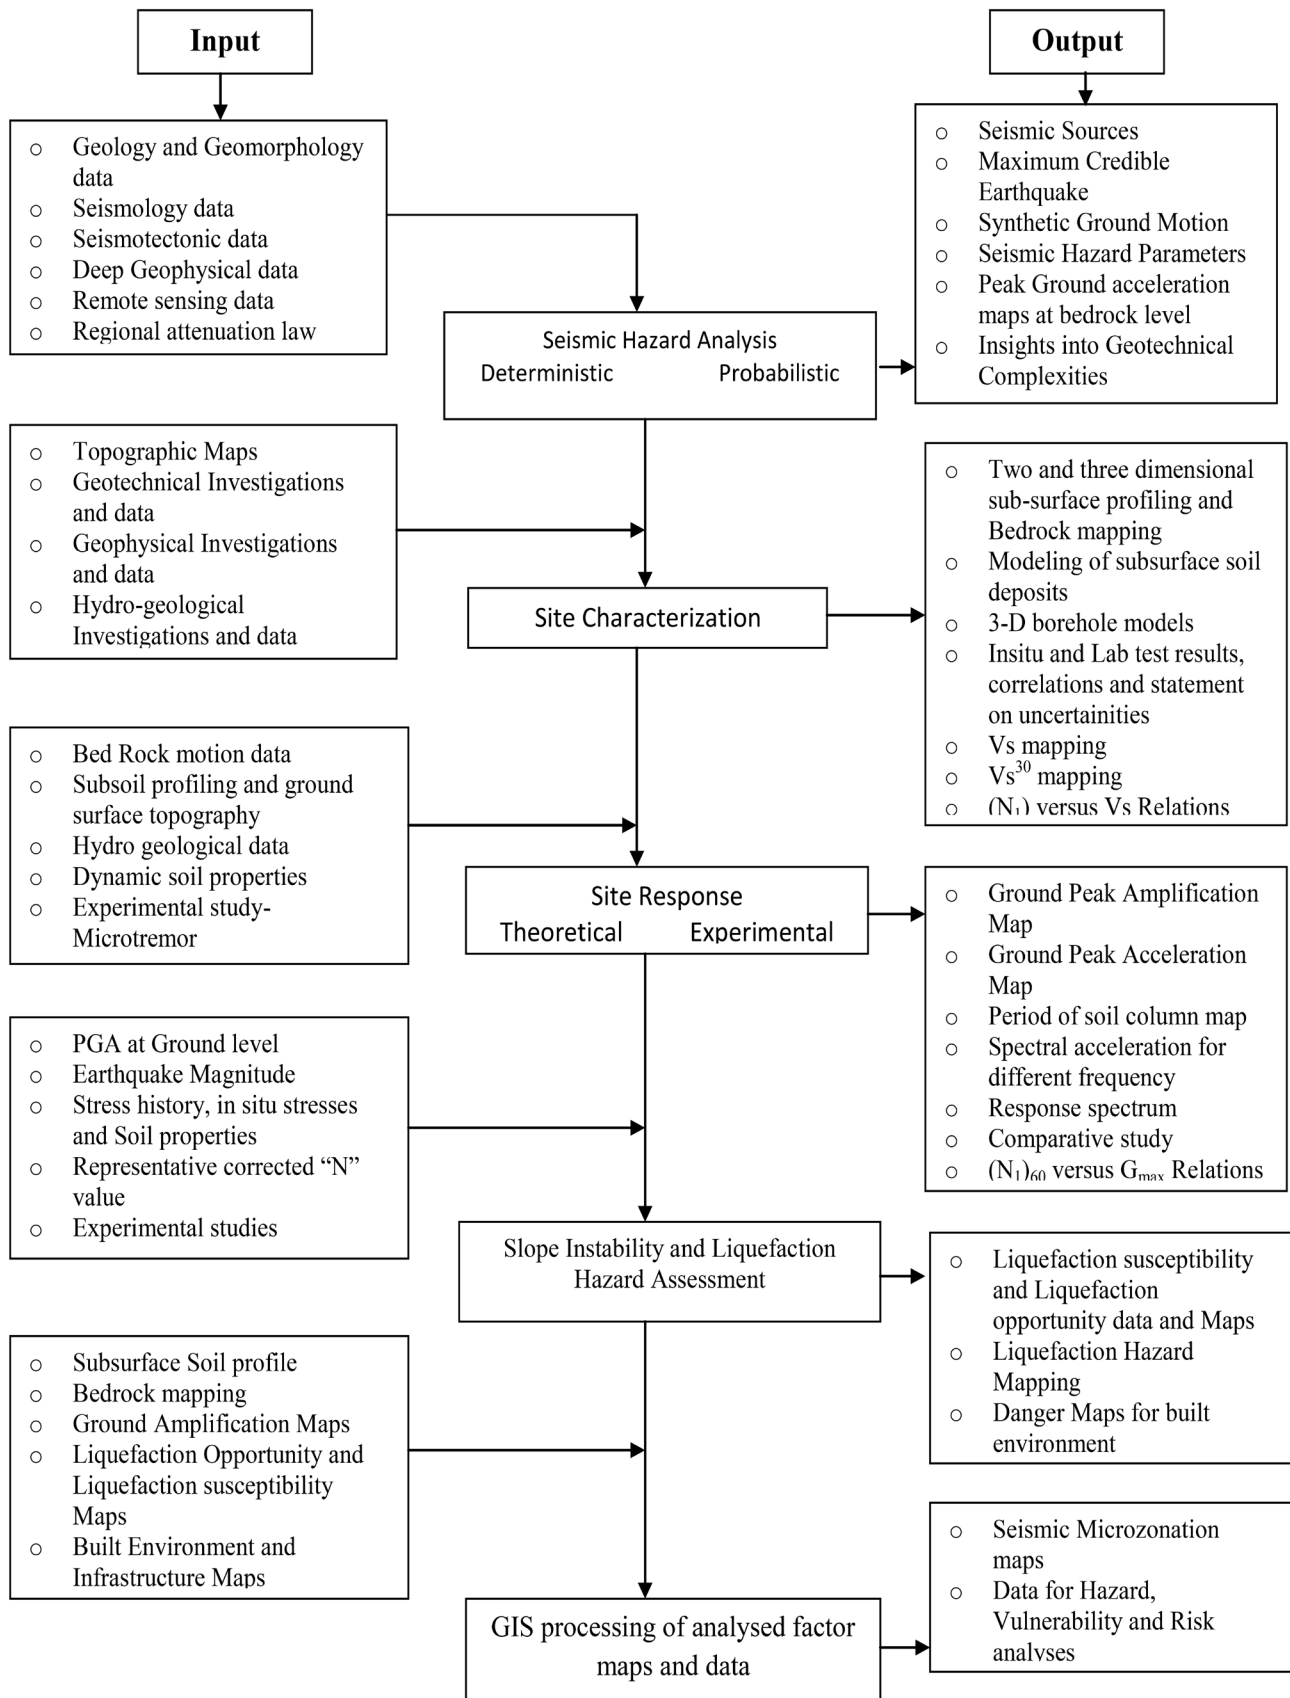 Input
Output
Geology and Geomorphology
data
Seismology data
Seismotectonic data
Deep Geophysical data
Remote sensing data
Regional attenuation law
Seismic Sources
Maximum Credible
Earthquake
Synthetic Ground Motion
Seismic Hazard Parameters
Peak Ground acceleration
maps at bedrock level
Insights into Geotechnical
Complexities
Seismic Hazard Analysis
Deterministic Probabilistic
Topographic Maps
Geotechnical Investigations
and data
Geophysical Investigations
and data
Hydro-geological
Investigations and data
Site Characterization
Two and three dimensional
sub-surface profiling and
Bedrock mapping
Modeling of subsurface soil
deposits
3-D borehole models
Insitu and Lab test results,
correlations and statement
on uncertainities
Vs mapping
Vs³⁰ mapping
(N₁) versus Vs Relations
Bed Rock motion data
Subsoil profiling and ground
surface topography
Hydro geological data
Dynamic soil properties
Experimental study-
Microtremor
Site Response
Theoretical Experimental
Ground Peak Amplification
Map
Ground Peak Acceleration
Map
Period of soil column map
Spectral acceleration for
different frequency
Response spectrum
Comparative study
(N₁)₆₀ versus Gₘₐₓ Relations
PGA at Ground level
Earthquake Magnitude
Stress history, in situ stresses
and Soil properties
Representative corrected “N”
value
Experimental studies
Slope Instability and Liquefaction
Hazard Assessment
Liquefaction susceptibility
and Liquefaction
opportunity data and Maps
Liquefaction Hazard
Mapping
Danger Maps for built
environment
Subsurface Soil profile
Bedrock mapping
Ground Amplification Maps
Liquefaction Opportunity and
Liquefaction susceptibility
Maps
Built Environment and
Infrastructure Maps
GIS processing of analysed factor
maps and data
Seismic Microzonation
maps
Data for Hazard,
Vulnerability and Risk
analyses